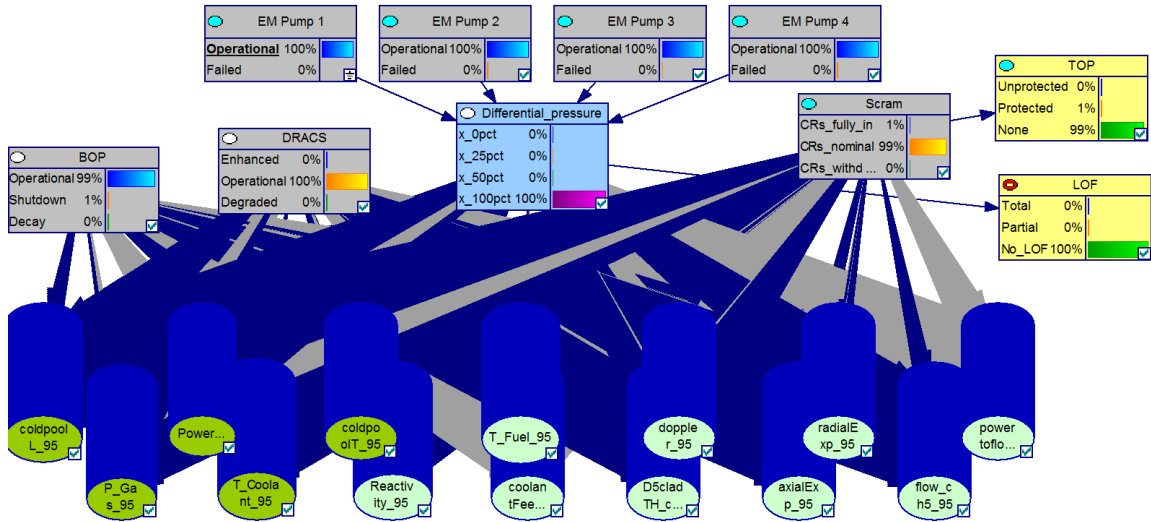 EM Pump 1
Operational 100%
Failed 0%
EM Pump 2
Operational 100%
Failed 0%
EM Pump 3
Operational 100%
Failed 0%
EM Pump 4
Operational 100%
Failed 0%
TOP
Unprotected 0%
Protected 1%
None 99%
Differential_pressure
x_0pct 0%
x_25pct 0%
x_50pct 0%
x_100pct 100%
Scram
CRs_fully_in 1%
CRs_nominal 99%
CRs_withd ... 0%
DRACS
Enhanced 0%
Operational 100%
Degraded 0%
BOP
Operational 99%
Shutdown 1%
Decay 0%
LOF
Total 0%
Partial 0%
No_LOF 100%
coldpool
L_95
Power...
coldpo
olT_95
T_Fuel_95
dopple
r_95
radialE
xp_95
power
toflo...
P_Ga
s_95
T_Coola
nt_95
Reactiv
ity_95
coolan
tFee...
D5clad
TH_c...
axialEx
p_95
flow_c
h5_95